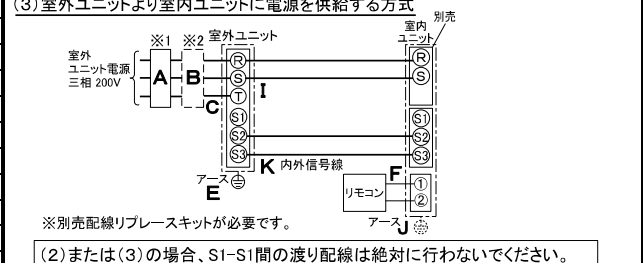 (3)室外ユニットより室内ユニットに電源を供給する方式
別売
※1 ※2 室外ユニット
室内
ユニット
室外
ユニット電源
三相 200V
A
B
C
R
S
T
S1
S2
S3
I
R
S
S1
S2
S3
K 内外信号線
F
リモコン
①
②
アース
E
アース J
※別売配線リプレースキットが必要です。
(2)または(3)の場合、S1-S1間の渡り配線は絶対に行わないでください。